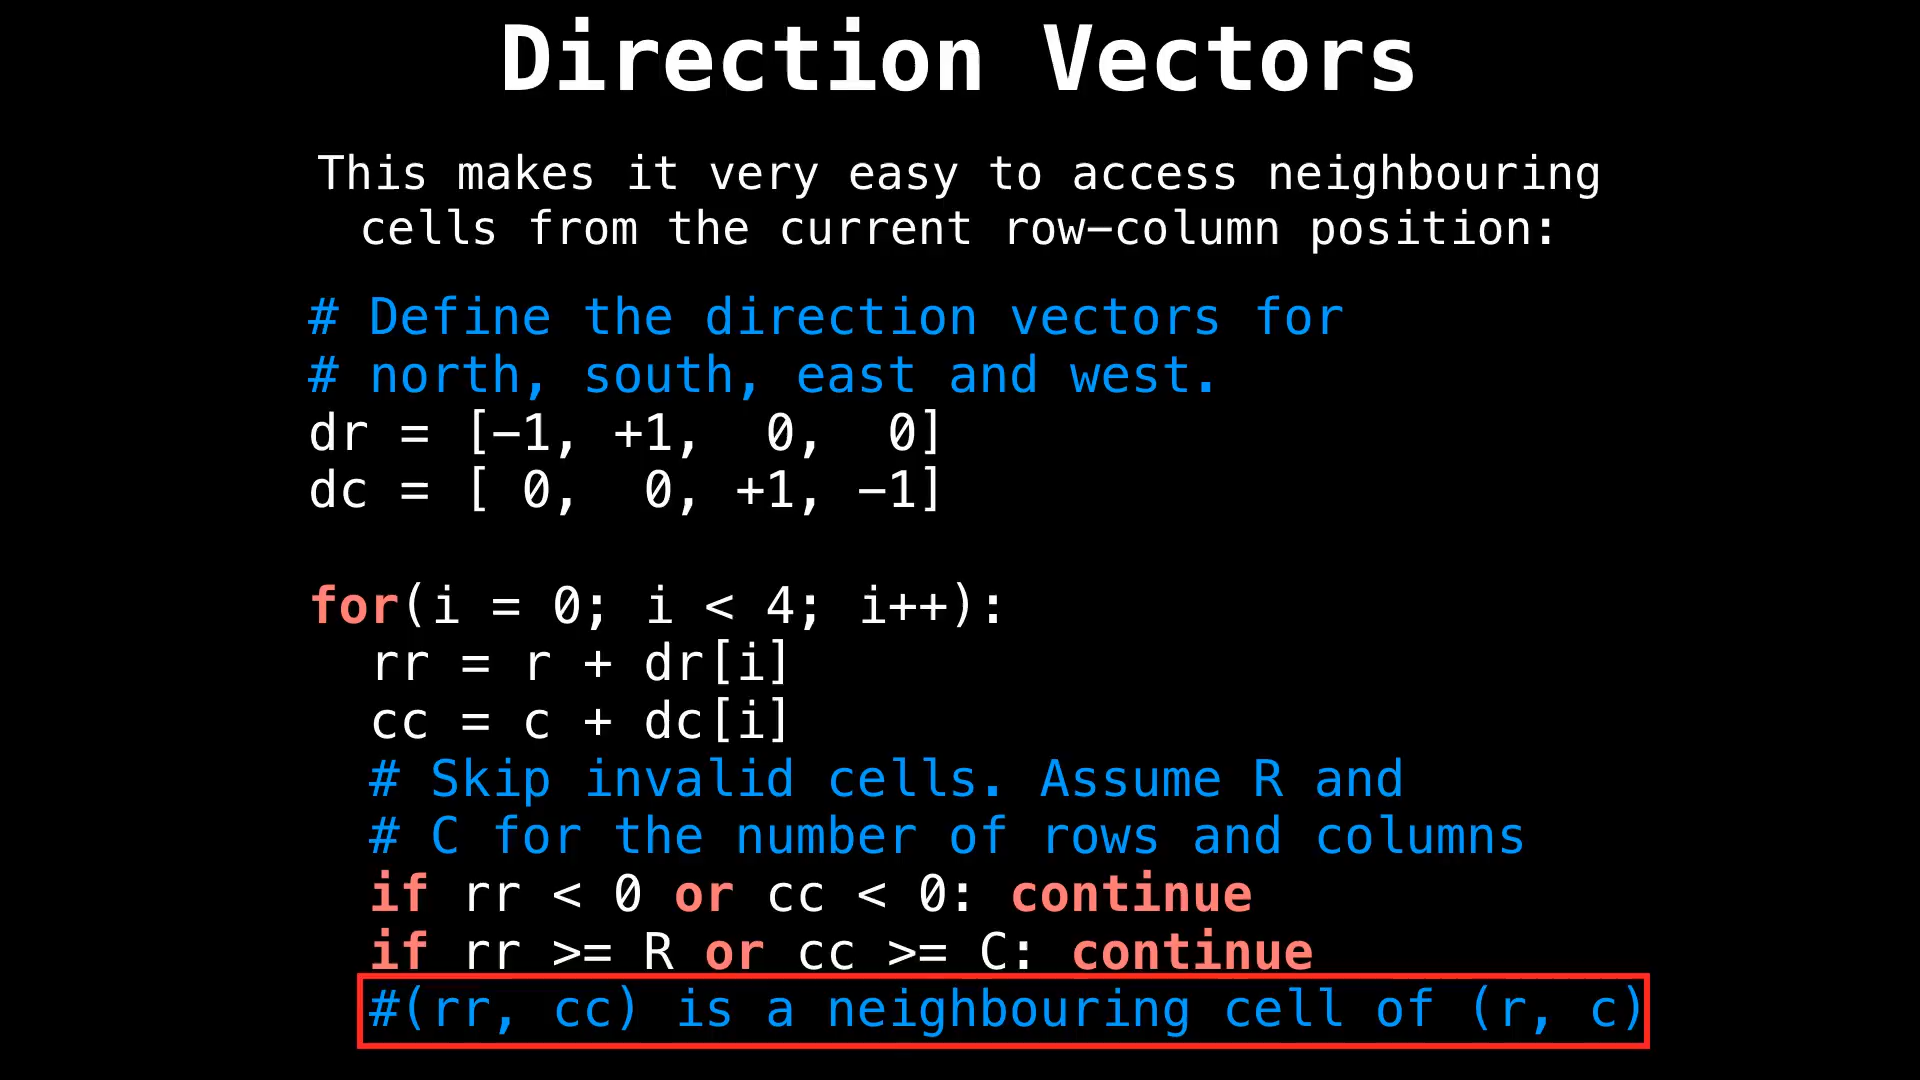 Direction Vectors
This makes it very easy to access neighbouring
cells from the current row-column position:
# Define the direction vectors for
# north, south, east and west.
dr = [-1, +1,  0,  0]
dc = [ 0,  0, +1, -1]
for(i = 0; i < 4; i++):
  rr = r + dr[i]
  cc = c + dc[i]
  # Skip invalid cells. Assume R and
  # C for the number of rows and columns
  if rr < 0 or cc < 0: continue
  if rr >= R or cc >= C: continue
  #(rr, cc) is a neighbouring cell of (r, c)